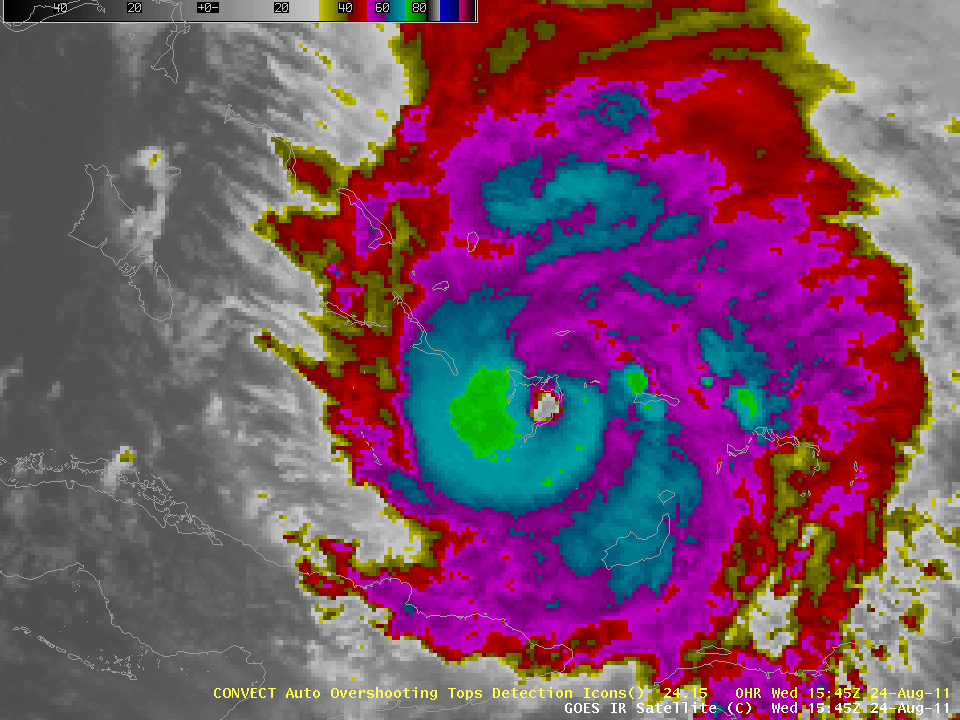 40 20 +0- 20 40 60 80
CONVECT Auto Overshooting Tops Detection Icons() 24.15 0HR Wed 15:45Z 24-Aug-11
GOES IR Satellite (C) Wed 15:45Z 24-Aug-11